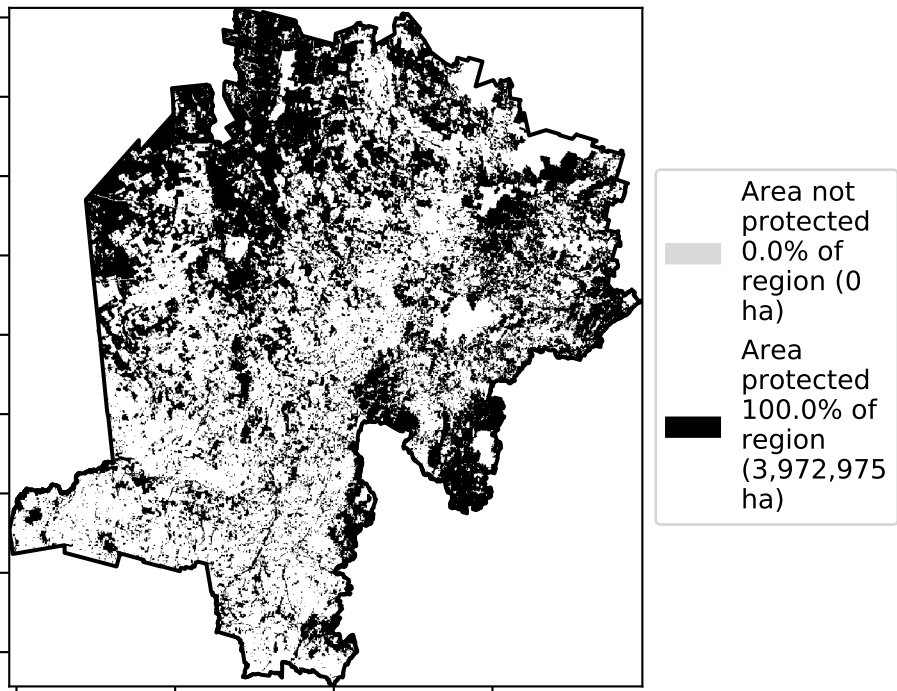 Area not
protected
0.0% of
region (0
ha)
Area
protected
100.0% of
region
(3,972,975
ha)